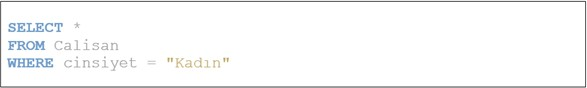 SELECT *
FROM Calisan
WHERE cinsiyet = "Kadın"